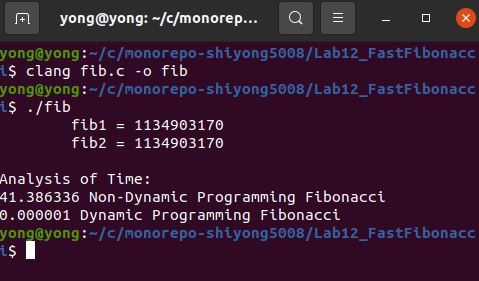 yong@yong: ~/c/monorepo-...
yong@yong:~/c/monorepo-shiyong5008/Lab12_FastFibonacc
i$ clang fib.c -o fib
yong@yong:~/c/monorepo-shiyong5008/Lab12_FastFibonacc
i$ ./fib
fib1 = 1134903170
fib2 = 1134903170
Analysis of Time:
41.386336 Non-Dynamic Programming Fibonacci
0.000001 Dynamic Programming Fibonacci
yong@yong:~/c/monorepo-shiyong5008/Lab12_FastFibonacc
i$